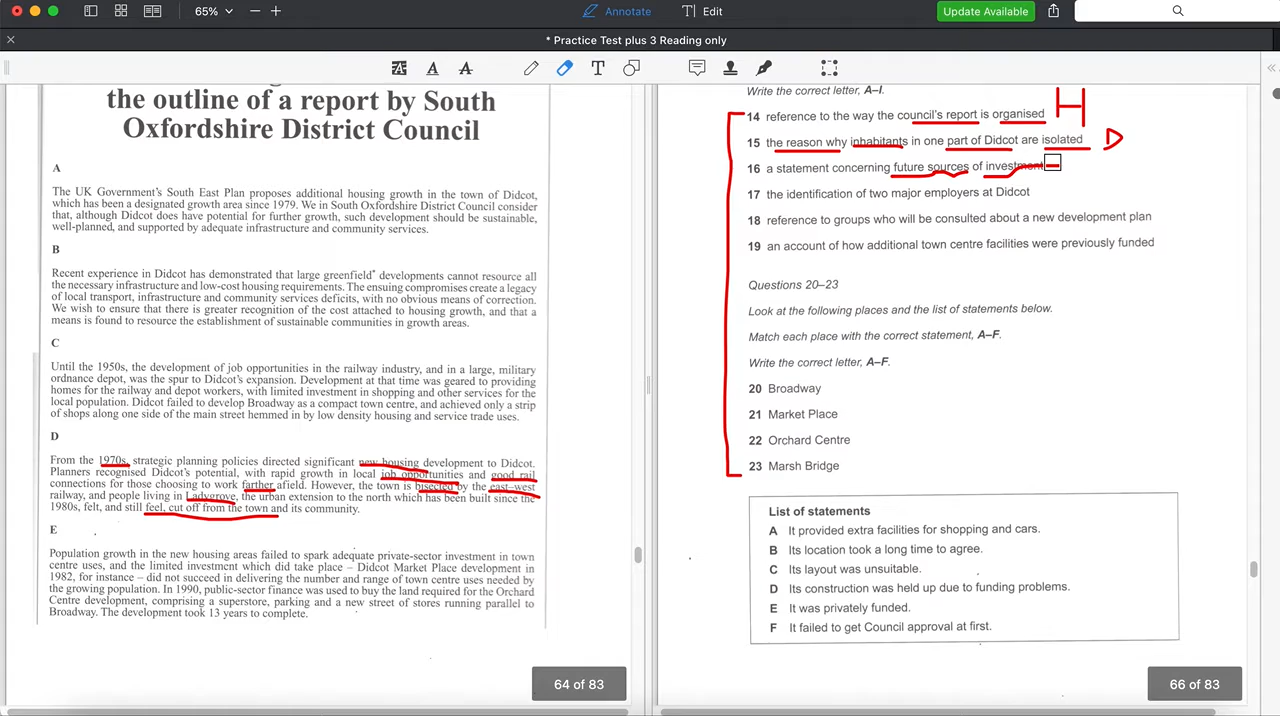 65%
Annotate
Edit
Update Available
* Practice Test plus 3 Reading only
the outline of a report by South
Oxfordshire District Council
A
The UK Government's South East Plan proposes additional housing growth in the town of Didcot,
which has been a designated growth area since 1979. We in South Oxfordshire District Council consider
that, although Didcot does have potential for further growth, such development should be sustainable,
well-planned, and supported by adequate infrastructure and community services.
B
Recent experience in Didcot has demonstrated that large greenfield* developments cannot resource all
the necessary infrastructure and low-cost housing requirements. The ensuing compromises create a legacy
of local transport, infrastructure and community services deficits, with no obvious means of correction.
We wish to ensure that there is greater recognition of the cost attached to housing growth, and that a
means is found to resource the establishment of sustainable communities in growth areas.
C
Until the 1950s, the development of job opportunities in the railway industry, and in a large, military
ordnance depot, was the spur to Didcot's expansion. Development at that time was geared to providing
homes for the railway and depot workers, with limited investment in shopping and other services for the
local population. Didcot failed to develop Broadway as a compact town centre, and achieved only a strip
of shops along one side of the main street hemmed in by low density housing and service trade uses.
D
From the 1970s, strategic planning policies directed significant new housing development to Didcot.
Planners recognised Didcot's potential, with rapid growth in local job opportunities and good rail
connections for those choosing to work farther afield. However, the town is bisected by the east-west
railway, and people living in Ladygrove, the urban extension to the north which has been built since the
1980s, felt, and still feel, cut off from the town and its community.
E
Population growth in the new housing areas failed to spark adequate private-sector investment in town
centre uses, and the limited investment which did take place – Didcot Market Place development in
1982, for instance – did not succeed in delivering the number and range of town centre uses needed by
the growing population. In 1990, public-sector finance was used to buy the land required for the Orchard
Centre development, comprising a superstore, parking and a new street of stores running parallel to
Broadway. The development took 13 years to complete.
64 of 83
Write the correct letter, A–I.
14 reference to the way the council's report is organised H
15 the reason why inhabitants in one part of Didcot are isolated D
16 a statement concerning future sources of investment
17 the identification of two major employers at Didcot
18 reference to groups who will be consulted about a new development plan
19 an account of how additional town centre facilities were previously funded
Questions 20–23
Look at the following places and the list of statements below.
Match each place with the correct statement, A–F.
Write the correct letter, A–F.
20 Broadway
21 Market Place
22 Orchard Centre
23 Marsh Bridge
List of statements
A It provided extra facilities for shopping and cars.
B Its location took a long time to agree.
C Its layout was unsuitable.
D Its construction was held up due to funding problems.
E It was privately funded.
F It failed to get Council approval at first.
66 of 83